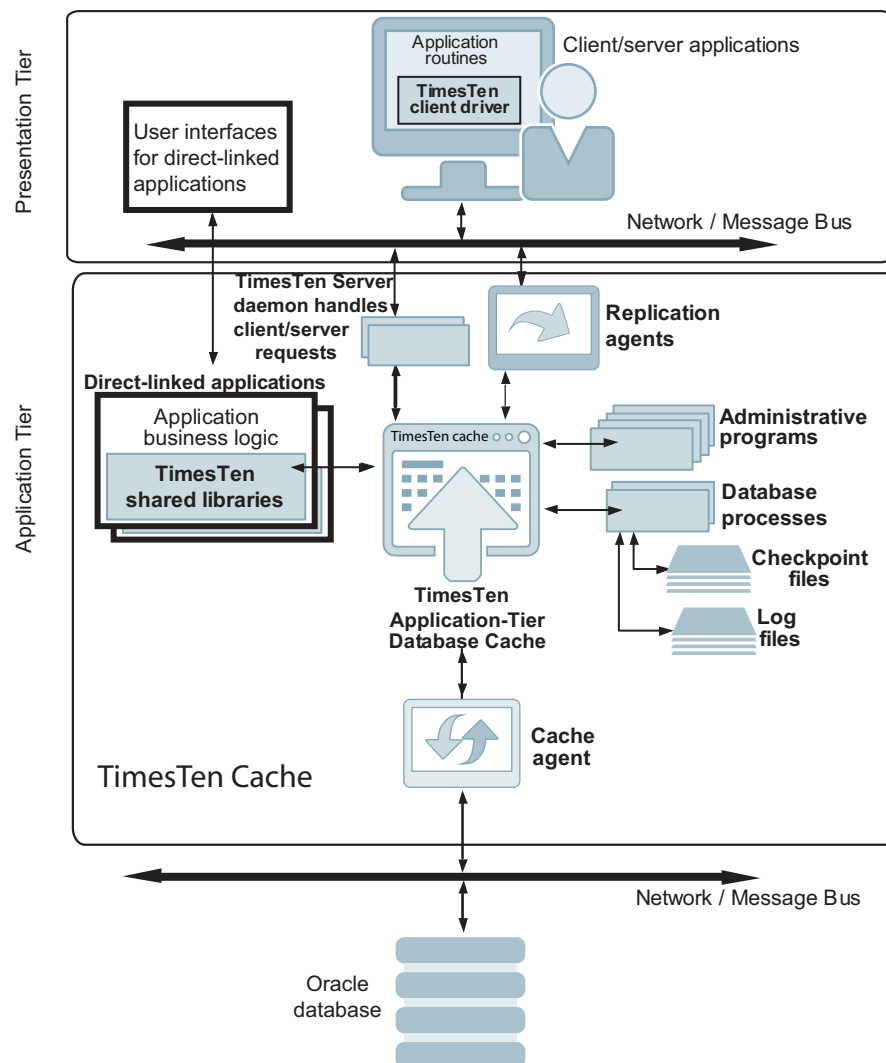 Presentation Tier
Application
routines
TimesTen
client driver
Client/server applications
User interfaces
for direct-linked
applications
Network / Message Bus
Application Tier
TimesTen Server
daemon handles
client/server
requests
Replication
agents
Direct-linked applications
Application
business logic
TimesTen
shared libraries
TimesTen cache
Administrative
programs
Database
processes
Checkpoint
files
Log
files
TimesTen
Application-Tier
Database Cache
Cache
agent
TimesTen Cache
Network / Message Bus
Oracle
database